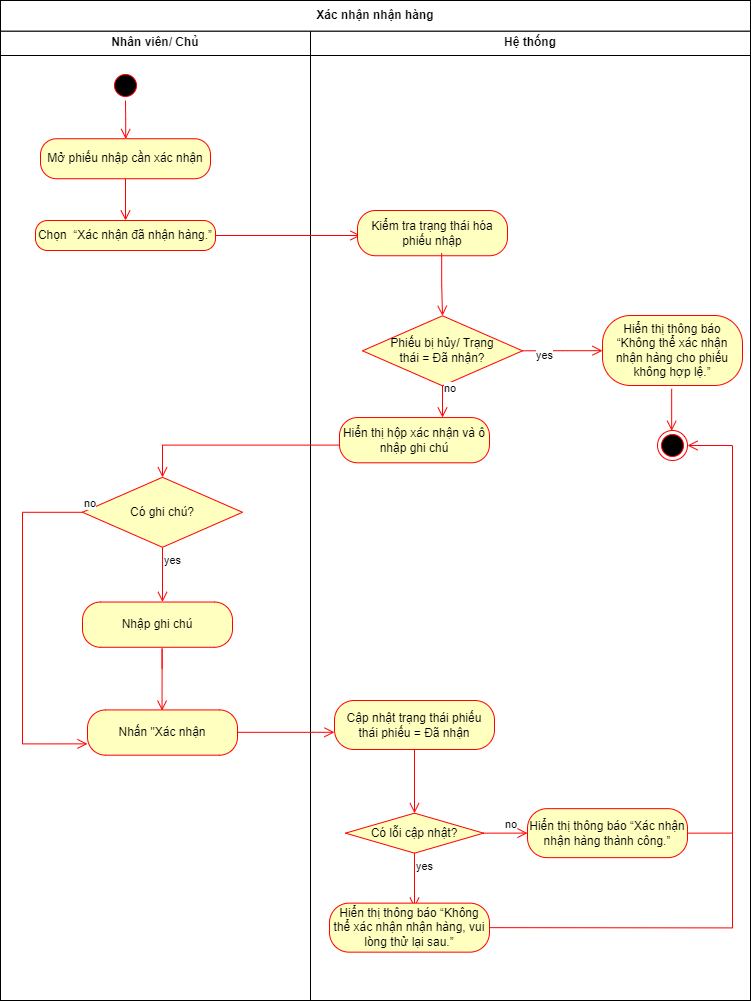 Xác nhận nhận hàng
Nhân viên/ Chủ
Hệ thống
Mở phiếu nhập cần xác nhận
Chọn “Xác nhận đã nhận hàng.”
Kiểm tra trạng thái hóa
phiếu nhập
Phiếu bị hủy/ Trạng
thái = Đã nhận?
yes
Hiển thị thông báo
“Không thể xác nhận
nhận hàng cho phiếu
không hợp lệ.”
no
Hiển thị hộp xác nhận và ô
nhập ghi chú
Có ghi chú?
no
yes
Nhập ghi chú
Nhấn "Xác nhận
Cập nhật trạng thái phiếu
thái phiếu = Đã nhận
Có lỗi cập nhật?
no
Hiển thị thông báo “Xác nhận
nhận hàng thành công.”
yes
Hiển thị thông báo “Không
thể xác nhận nhận hàng, vui
lòng thử lại sau.”